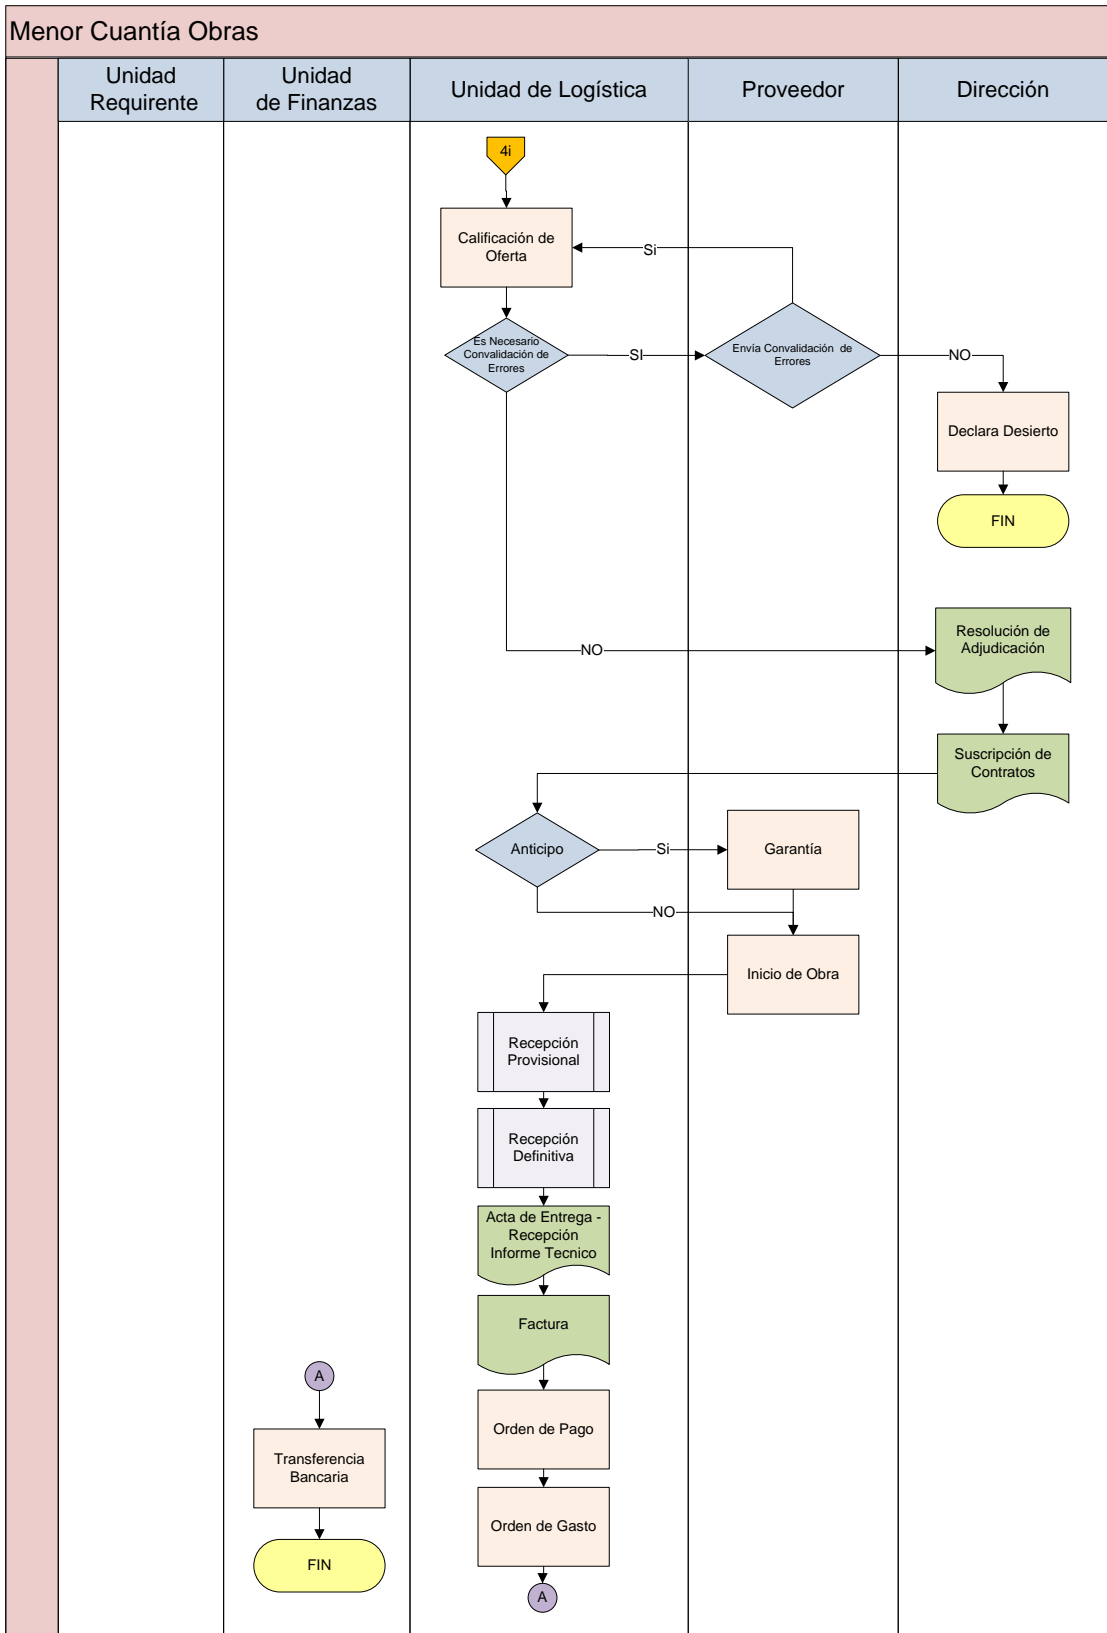 Menor Cuantía Obras
Unidad
Requirente
Unidad
de Finanzas
Unidad de Logística
Proveedor
Dirección
4i
Calificación de
Oferta
Si
Es Necesario
Convalidación de
Errores
SI
Envía Convalidación de
Errores
NO
Declara Desierto
FIN
NO
Resolución de
Adjudicación
Suscripción de
Contratos
Anticipo
Si
Garantía
NO
Inicio de Obra
Recepción
Provisional
Recepción
Definitiva
Acta de Entrega -
Recepción
Informe Tecnico
Factura
A
Orden de Pago
Transferencia
Bancaria
Orden de Gasto
FIN
A